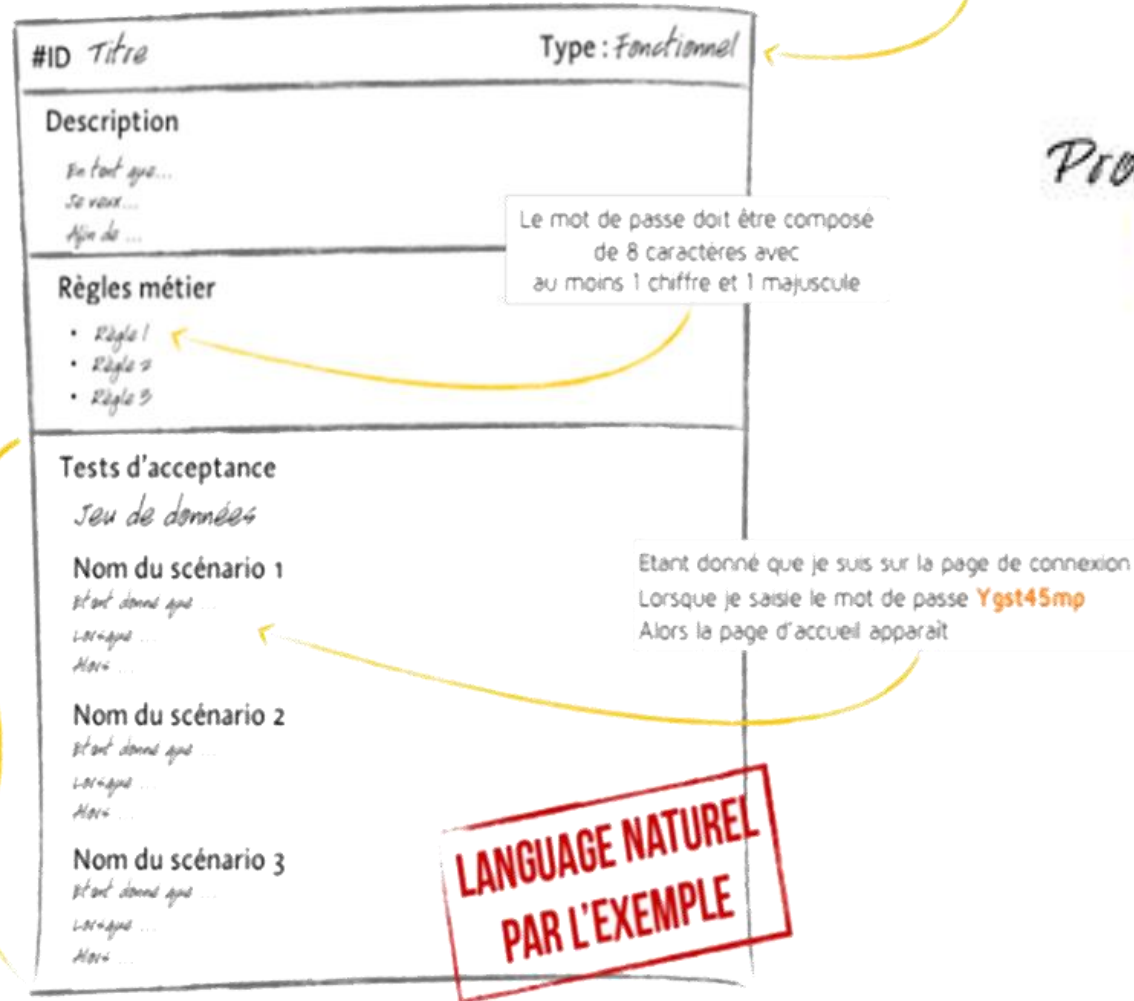 #ID Titre
Type : Fonctionnel
Description
En tant que...
Je veux...
Afin de ...
Le mot de passe doit être composé
de 8 caractères avec
au moins 1 chiffre et 1 majuscule
Règles métier
• Règle 1
• Règle 2
• Règle 3
Tests d'acceptance
Jeu de données
Nom du scénario 1
Etant donné que ...
Lorsque ...
Alors ...
Etant donné que je suis sur la page de connexion
Lorsque je saisie le mot de passe Ygst45mp
Alors la page d'accueil apparaît
Nom du scénario 2
Etant donné que ...
Lorsque ...
Alors ...
Nom du scénario 3
Etant donné que ...
Lorsque ...
Alors ...
LANGUAGE NATUREL
PAR L'EXEMPLE
Pro